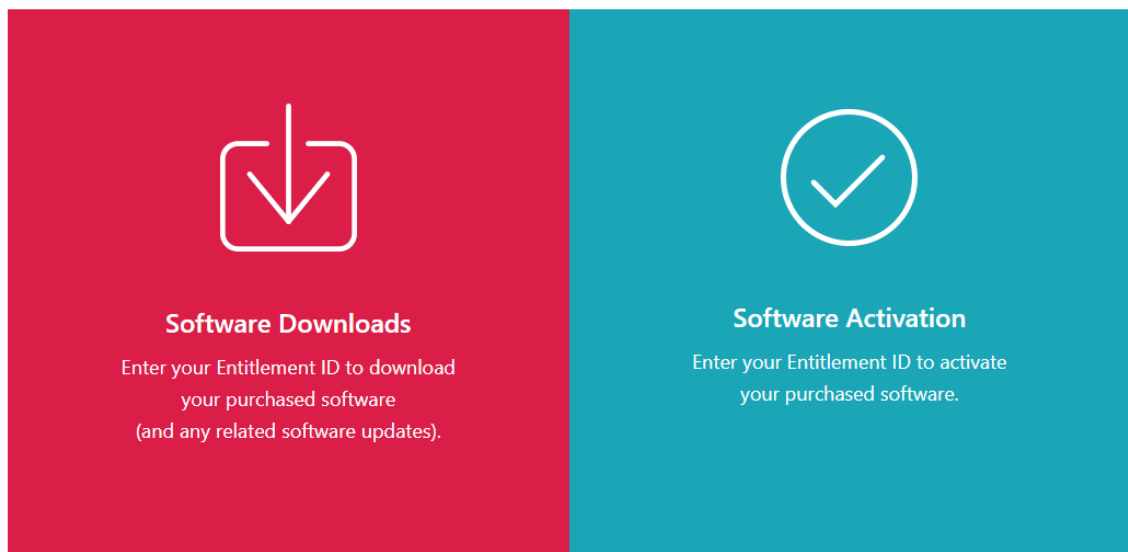 Software Downloads
Enter your Entitlement ID to download
your purchased software
(and any related software updates).
Software Activation
Enter your Entitlement ID to activate
your purchased software.